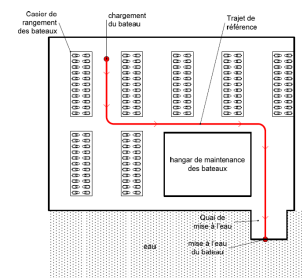 Casier de
rangement
des bateaux
chargement
du bateau
Trajet de
référence
hangar de maintenance
des bateaux
Quai de
mise à l'eau
eau
mise à l'eau
du bateau